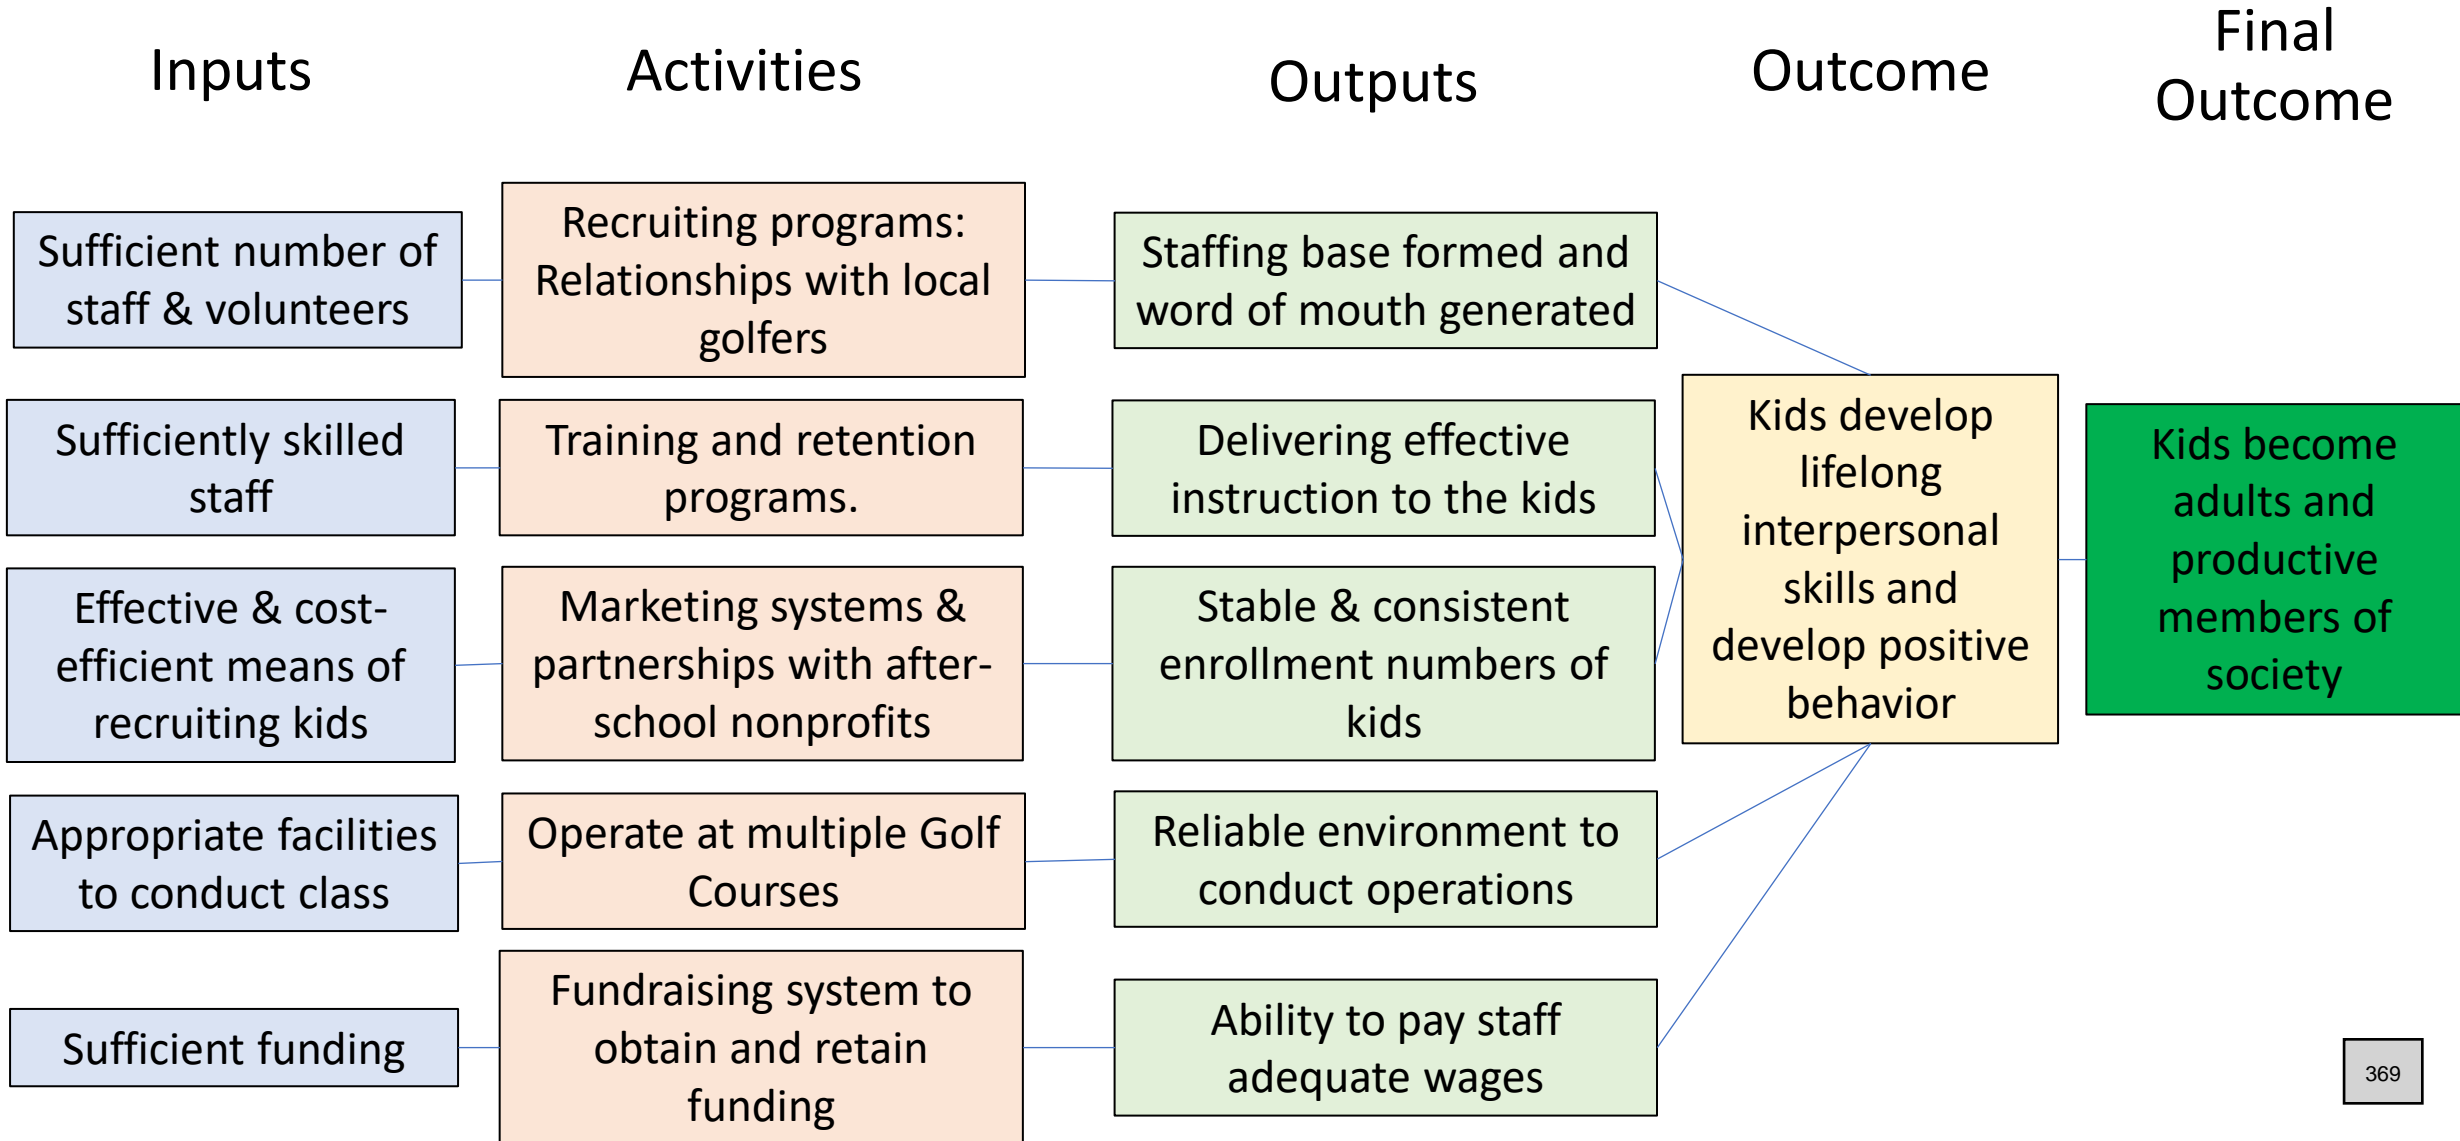 Inputs
Activities
Outputs
Outcome
Final
Outcome
Sufficient number of
staff & volunteers
Recruiting programs:
Relationships with local
golfers
Staffing base formed and
word of mouth generated
Sufficiently skilled
staff
Training and retention
programs.
Delivering effective
instruction to the kids
Effective & cost-
efficient means of
recruiting kids
Marketing systems &
partnerships with after-
school nonprofits
Stable & consistent
enrollment numbers of
kids
Appropriate facilities
to conduct class
Operate at multiple Golf
Courses
Reliable environment to
conduct operations
Sufficient funding
Fundraising system to
obtain and retain
funding
Ability to pay staff
adequate wages
Kids develop
lifelong
interpersonal
skills and
develop positive
behavior
Kids become
adults and
productive
members of
society
369